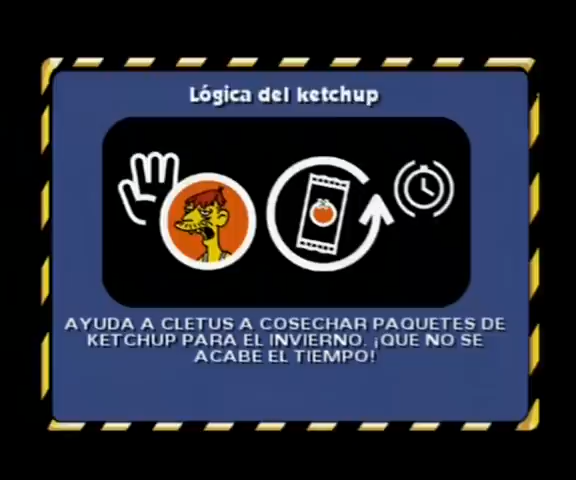 Lógica del ketchup
AYUDA A CLETUS A COSECHAR PAQUETES DE
KETCHUP PARA EL INVIERNO. ¡QUE NO SE
ACABE EL TIEMPO!